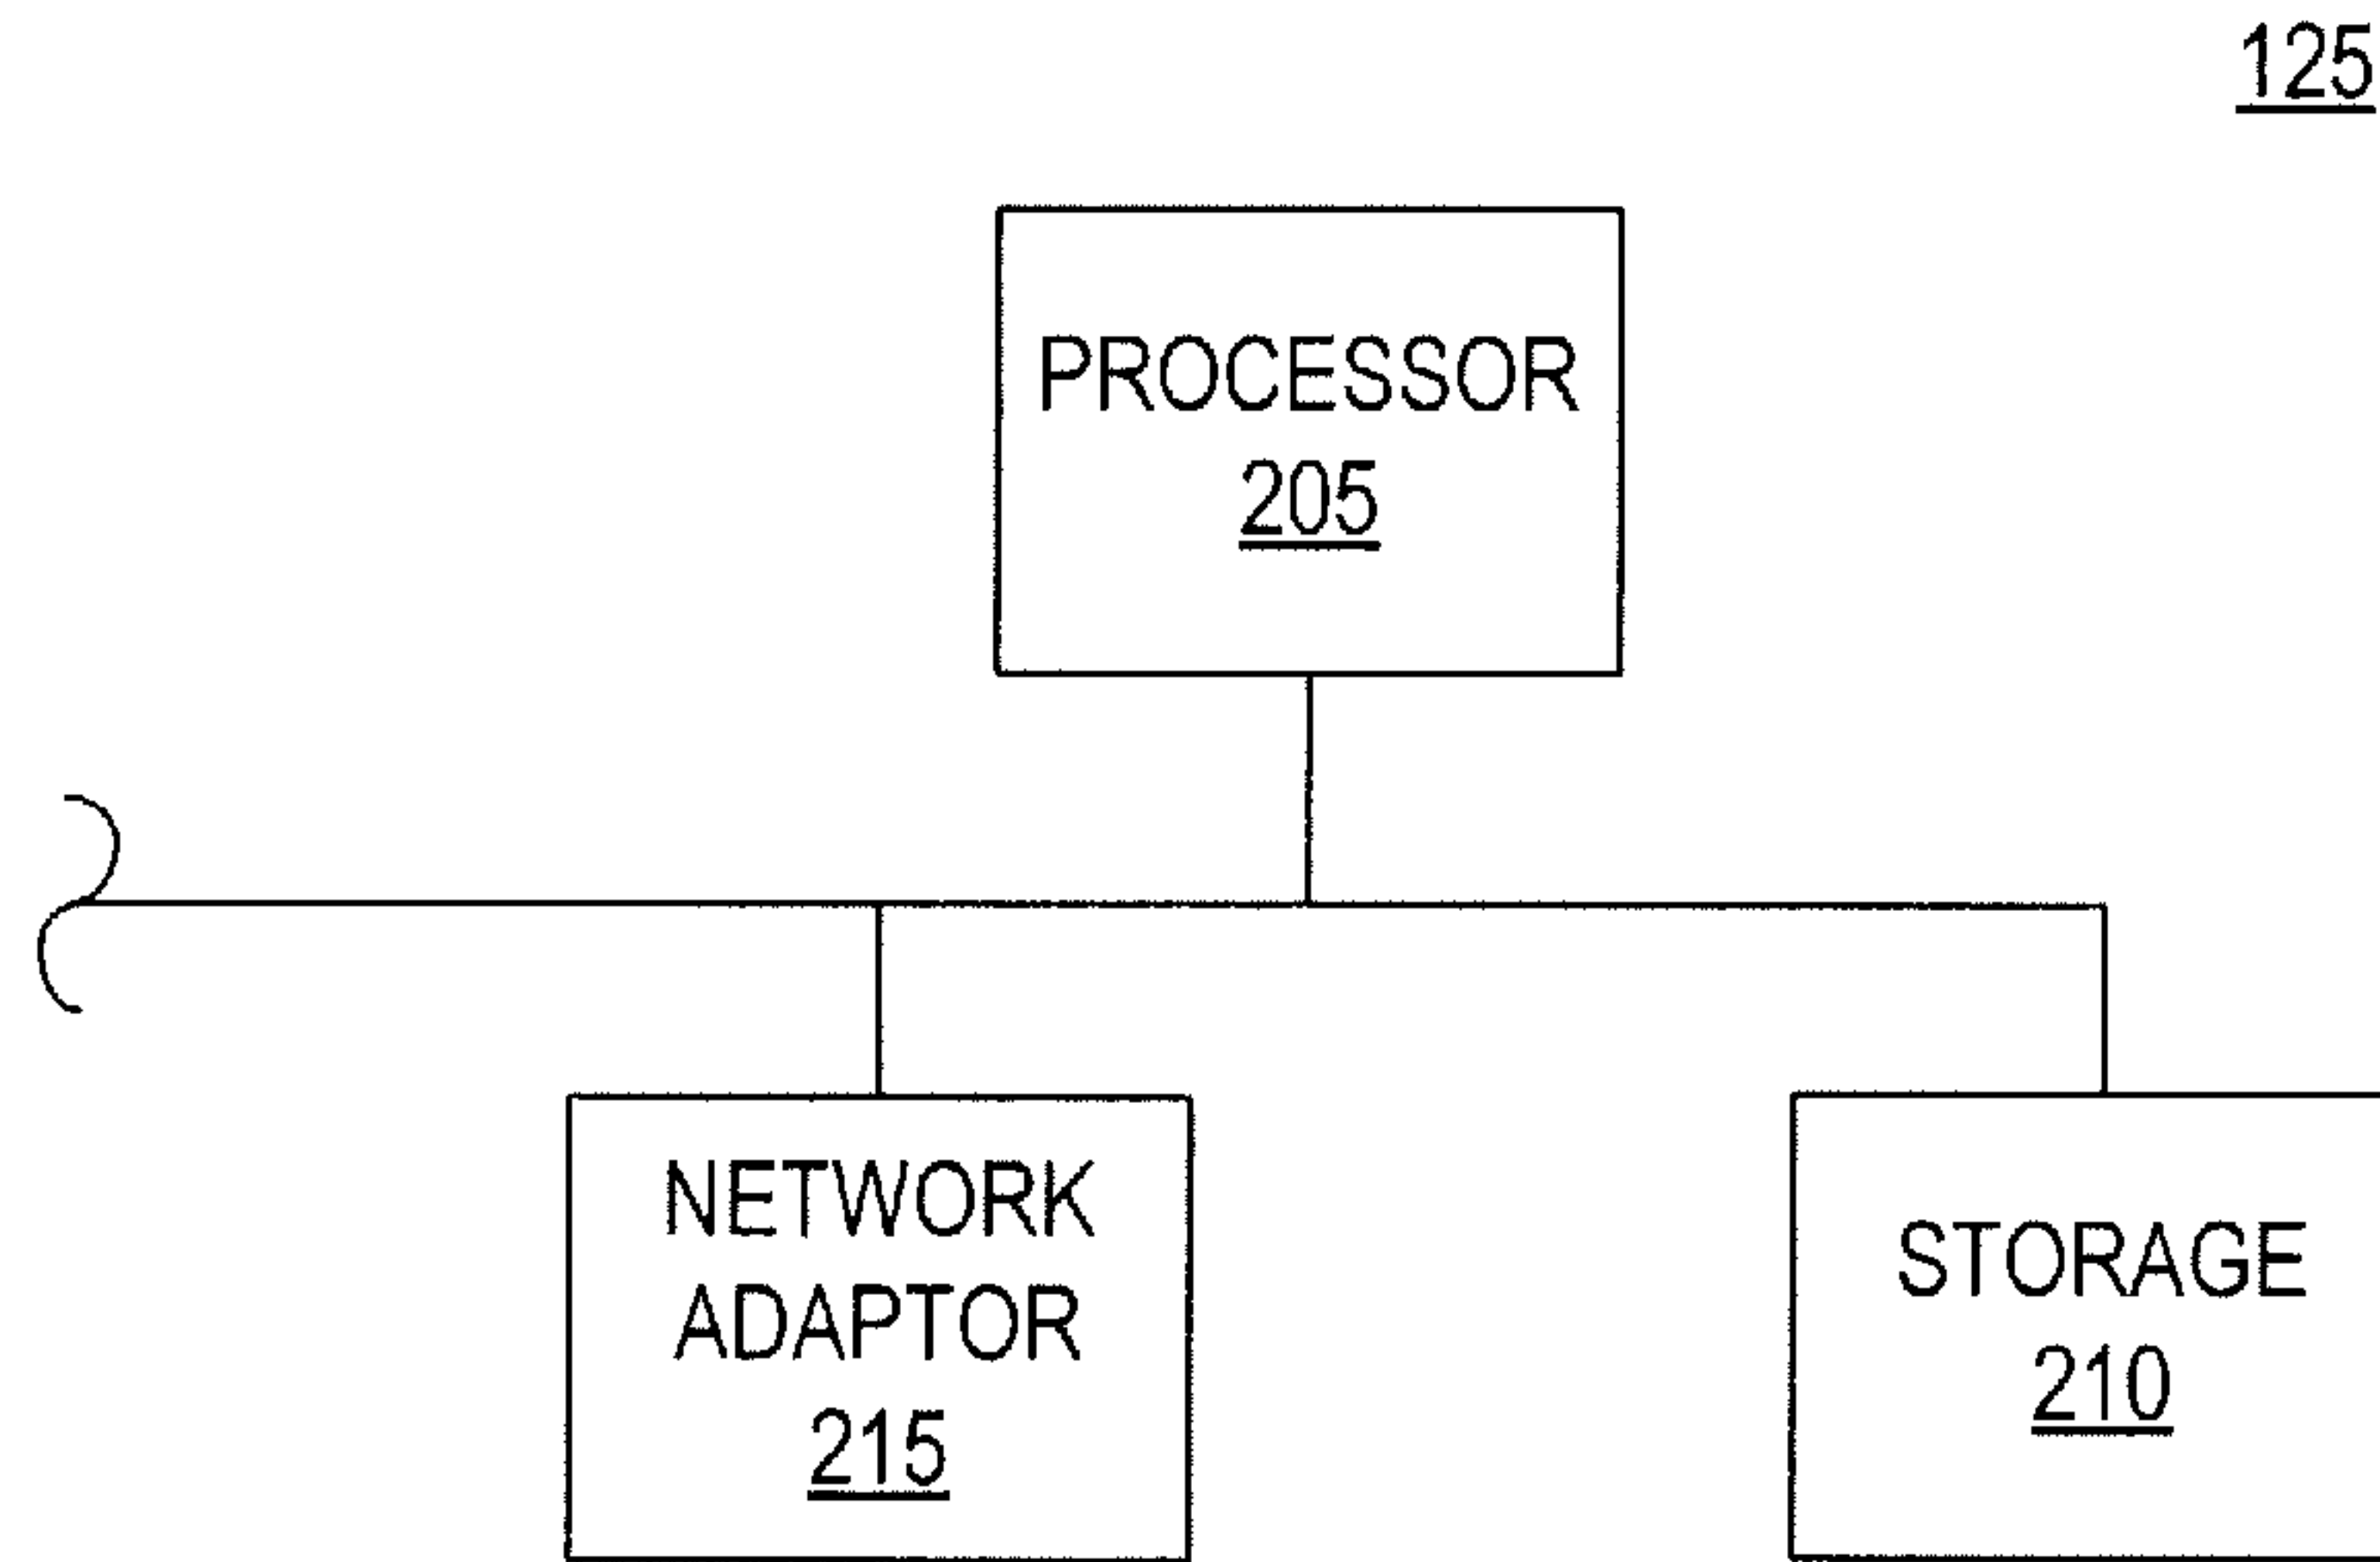 125
PROCESSOR
205
NETWORK
ADAPTOR
215
STORAGE
210